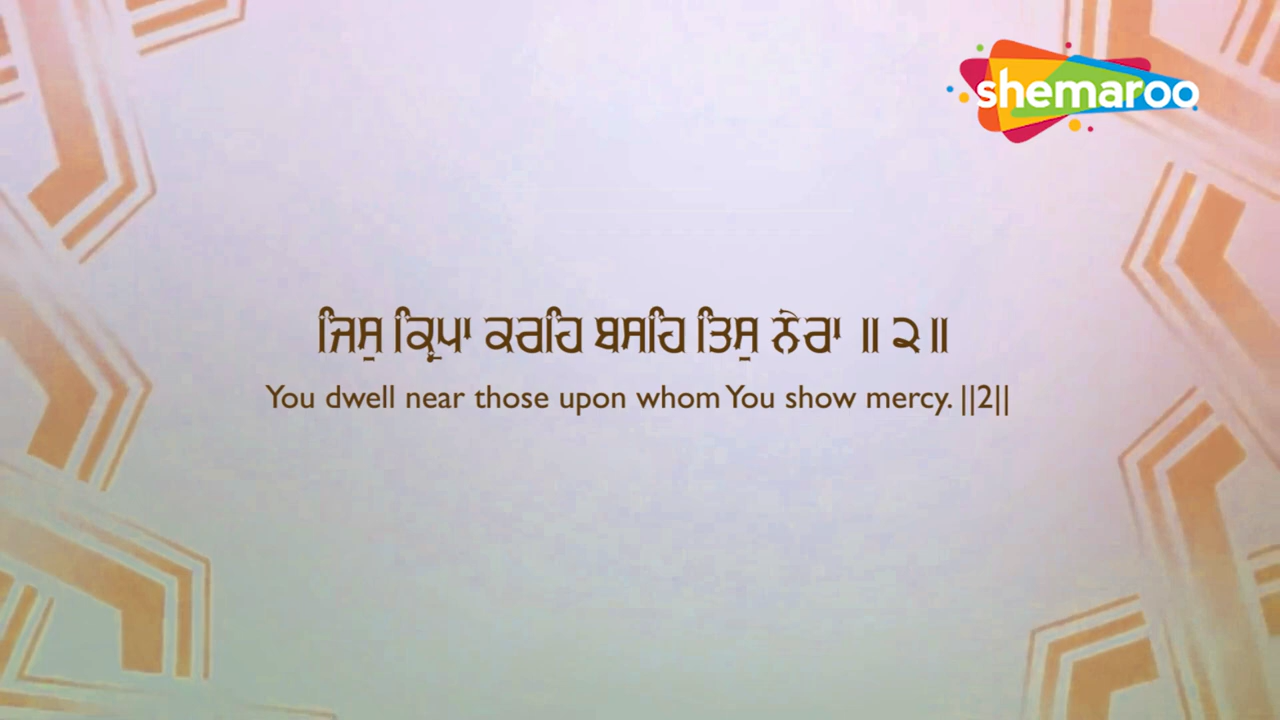 shemaroo
ਜਿਸੁ ਕ੍ਰਿਪਾ ਕਰਹਿ ਬਸਹਿ ਤਿਸੁ ਨੇਰਾ ॥ ੨ ॥
You dwell near those upon whom You show mercy. ||2||